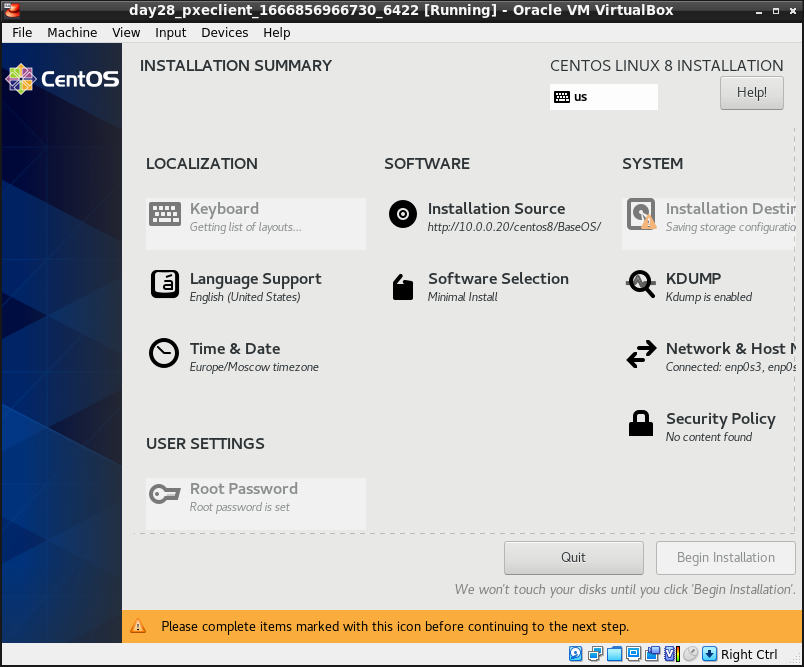 day28_pxeclient_1666856966730_6422 [Running] - Oracle VM VirtualBox
File Machine View Input Devices Help
CentOS
INSTALLATION SUMMARY
CENTOS LINUX 8 INSTALLATION
us
Help!
LOCALIZATION
Keyboard
Getting list of layouts...
Language Support
English (United States)
Time & Date
Europe/Moscow timezone
USER SETTINGS
Root Password
Root password is set
SOFTWARE
Installation Source
http://10.0.0.20/centos8/BaseOS/
Software Selection
Minimal Install
SYSTEM
Installation Destin
Saving storage configuratio
KDUMP
Kdump is enabled
Network & Host N
Connected: enp0s3, enp0s
Security Policy
No content found
Quit
Begin Installation
We won't touch your disks until you click 'Begin Installation'.
Please complete items marked with this icon before continuing to the next step.
Right Ctrl